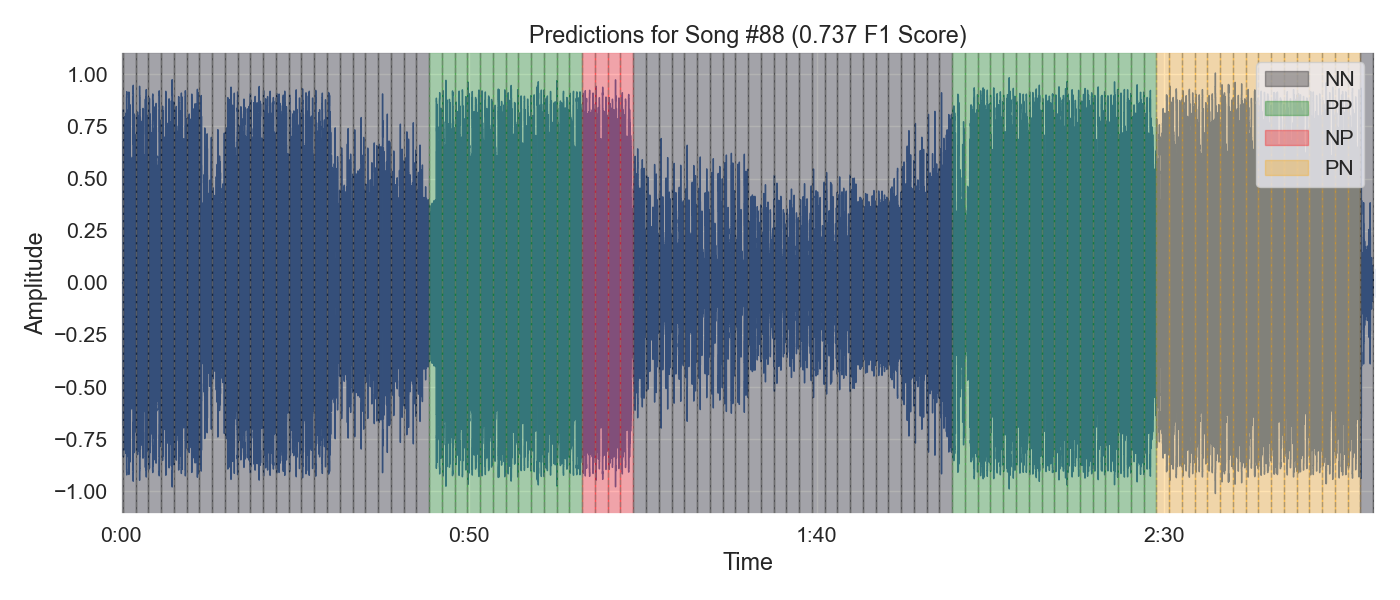 Predictions for Song #88 (0.737 F1 Score)
1.00
0.75
0.50
0.25
0.00
−0.25
−0.50
−0.75
−1.00
Amplitude
NN
PP
NP
PN
0:00
0:50
1:40
2:30
Time